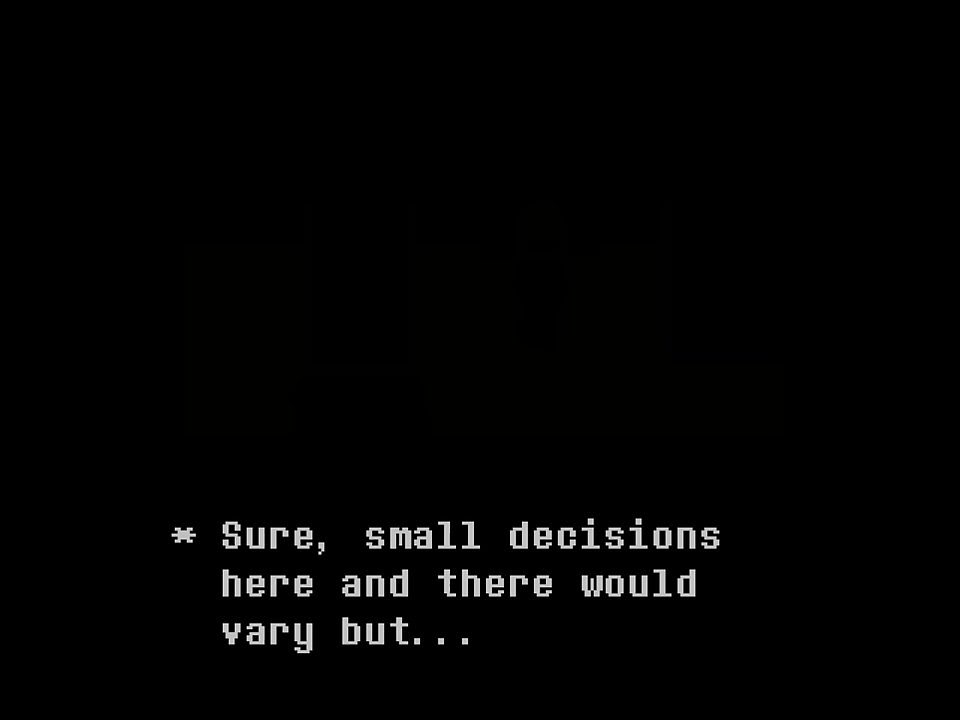 * Sure, small decisions
here and there would
vary but...